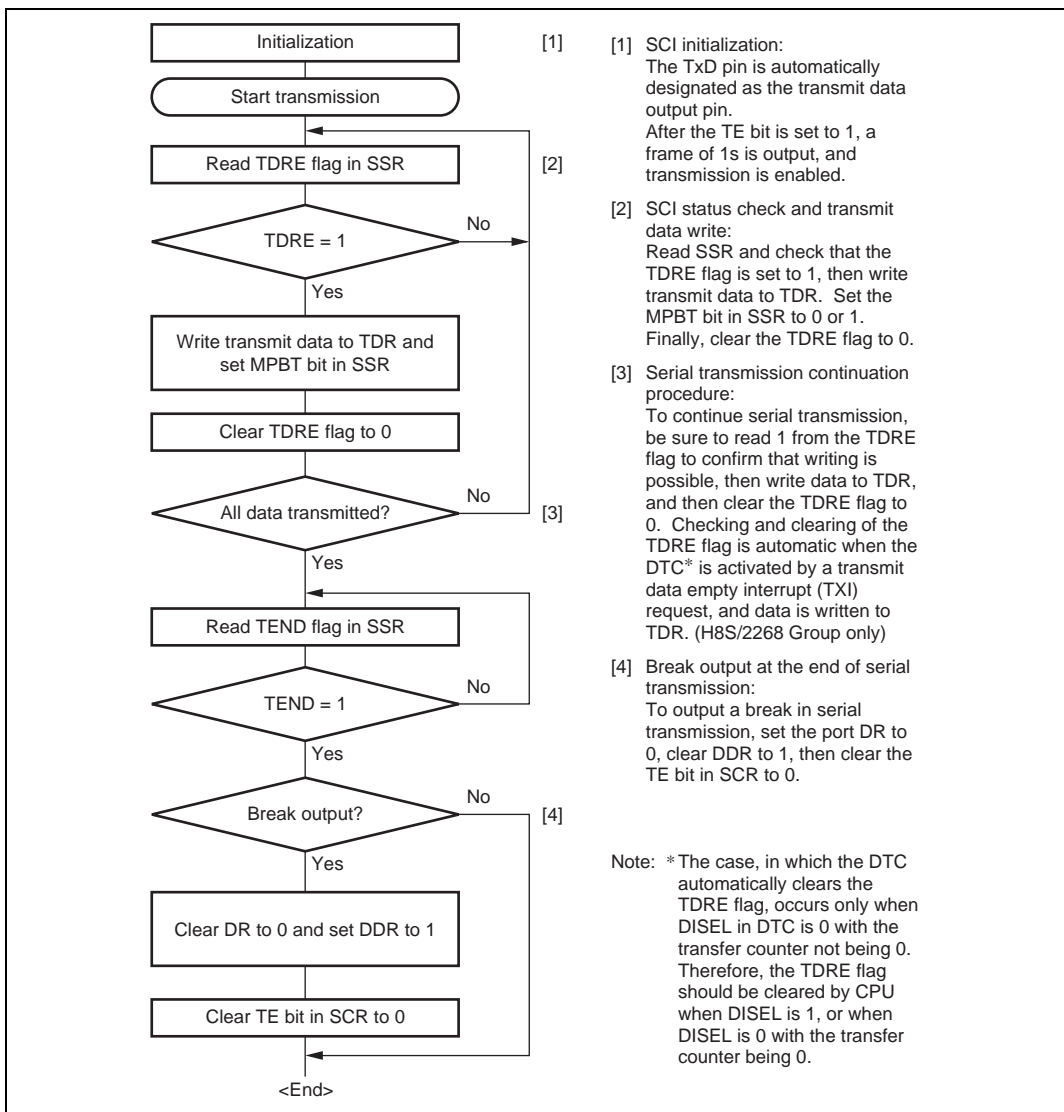 Initialization
[1]
Start transmission
Read TDRE flag in SSR
[2]
TDRE = 1
No
Yes
Write transmit data to TDR and
set MPBT bit in SSR
Clear TDRE flag to 0
All data transmitted?
No
[3]
Yes
Read TEND flag in SSR
TEND = 1
No
Yes
Break output?
No
[4]
Yes
Clear DR to 0 and set DDR to 1
Clear TE bit in SCR to 0
<End>
[1] SCI initialization:
The TxD pin is automatically
designated as the transmit data
output pin.
After the TE bit is set to 1, a
frame of 1s is output, and
transmission is enabled.
[2] SCI status check and transmit
data write:
Read SSR and check that the
TDRE flag is set to 1, then write
transmit data to TDR. Set the
MPBT bit in SSR to 0 or 1.
Finally, clear the TDRE flag to 0.
[3] Serial transmission continuation
procedure:
To continue serial transmission,
be sure to read 1 from the TDRE
flag to confirm that writing is
possible, then write data to TDR,
and then clear the TDRE flag to
0. Checking and clearing of the
TDRE flag is automatic when the
DTC* is activated by a transmit
data empty interrupt (TXI)
request, and data is written to
TDR. (H8S/2268 Group only)
[4] Break output at the end of serial
transmission:
To output a break in serial
transmission, set the port DR to
0, clear DDR to 1, then clear the
TE bit in SCR to 0.
Note: * The case, in which the DTC
automatically clears the
TDRE flag, occurs only when
DISEL in DTC is 0 with the
transfer counter not being 0.
Therefore, the TDRE flag
should be cleared by CPU
when DISEL is 1, or when
DISEL is 0 with the transfer
counter being 0.